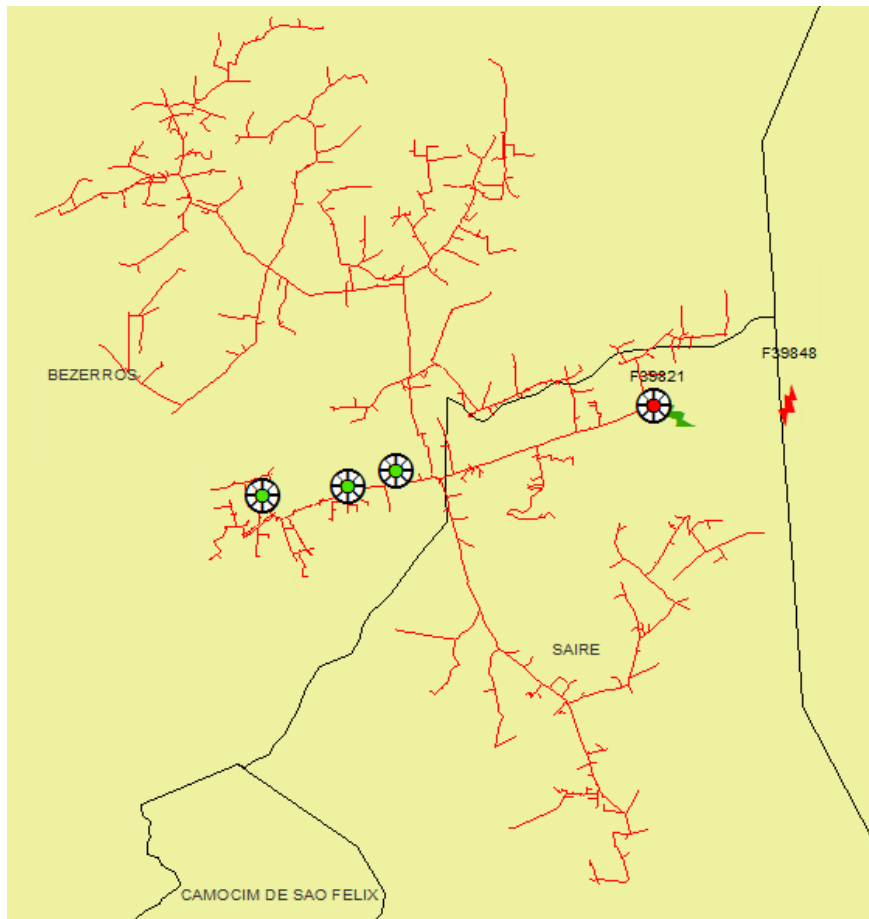 F39848
BEZERROS
F39821
SAIRE
CAMOCIM DE SAO FELIX